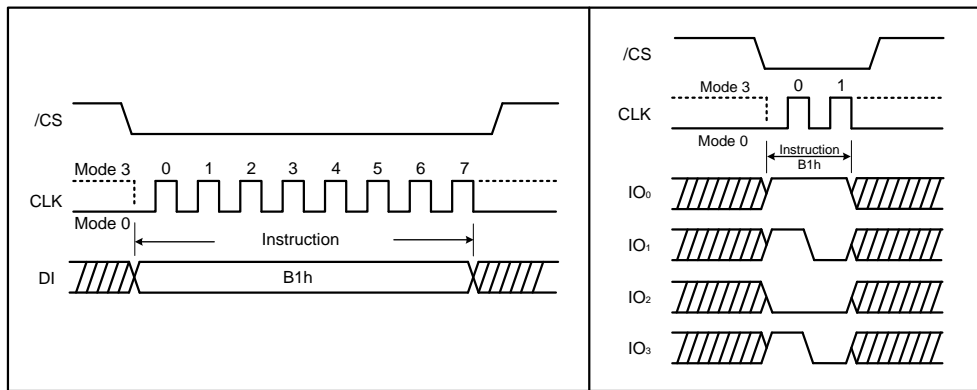 /CS
Mode 3 0 1 2 3 4 5 6 7
CLK
Mode 0
Instruction
DI
B1h
/CS
Mode 3 0 1
CLK
Mode 0
Instruction
B1h
IO0
IO1
IO2
IO3